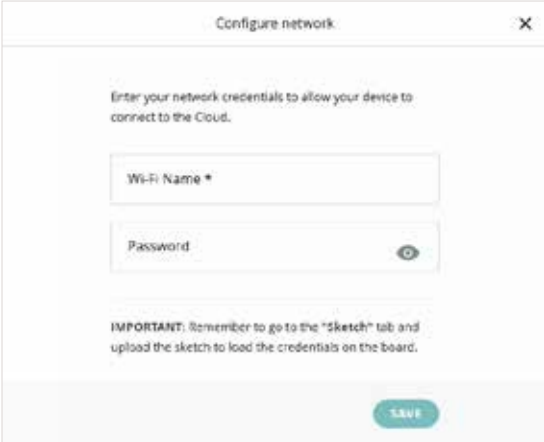 Configure network
Enter your network credentials to allow your device to
connect to the Cloud.
Wi-Fi Name *
Password
IMPORTANT: Remember to go to the "Sketch" tab and
upload the sketch to load the credentials on the board.
SAVE